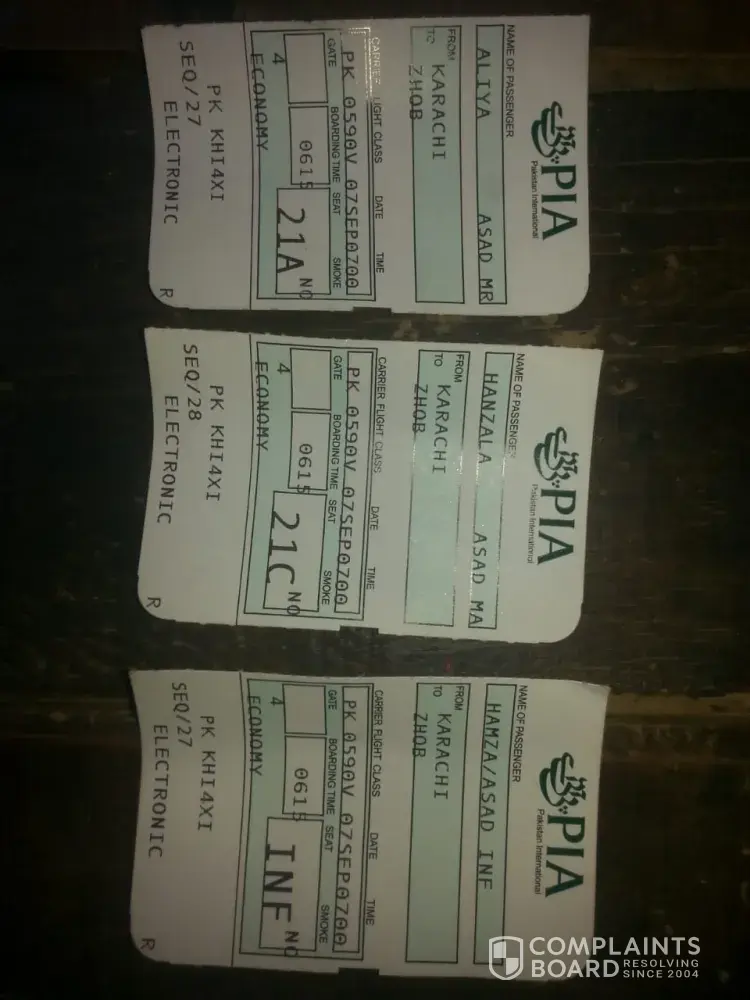 PIA
Pakistan International
NAME OF PASSENGER
ALIYA ASAD MR
FROM KARACHI
TO ZHOB
CARRIER FLIGHT CLASS DATE TIME
PK 0590V 07SEP0700
GATE BOARDING TIME SEAT SMOKE
4 0615 21A NO
ECONOMY
PK KHI4XI
SEQ/27 ELECTRONIC
R
PIA
Pakistan International
NAME OF PASSENGER
HANZALA ASAD MA
FROM KARACHI
TO ZHOB
CARRIER FLIGHT CLASS DATE TIME
PK 0590V 07SEP0700
GATE BOARDING TIME SEAT SMOKE
4 0615 21C NO
ECONOMY
PK KHI4XI
SEQ/28 ELECTRONIC
R
PIA
Pakistan International
NAME OF PASSENGER
HAMZA/ASAD INF
FROM KARACHI
TO ZHOB
CARRIER FLIGHT CLASS DATE TIME
PK 0590V 07SEP0700
GATE BOARDING TIME SEAT SMOKE
4 0615 INF NO
ECONOMY
PK KHI4XI
SEQ/27 ELECTRONIC
R
COMPLAINTS
BOARD RESOLVING
SINCE 2004